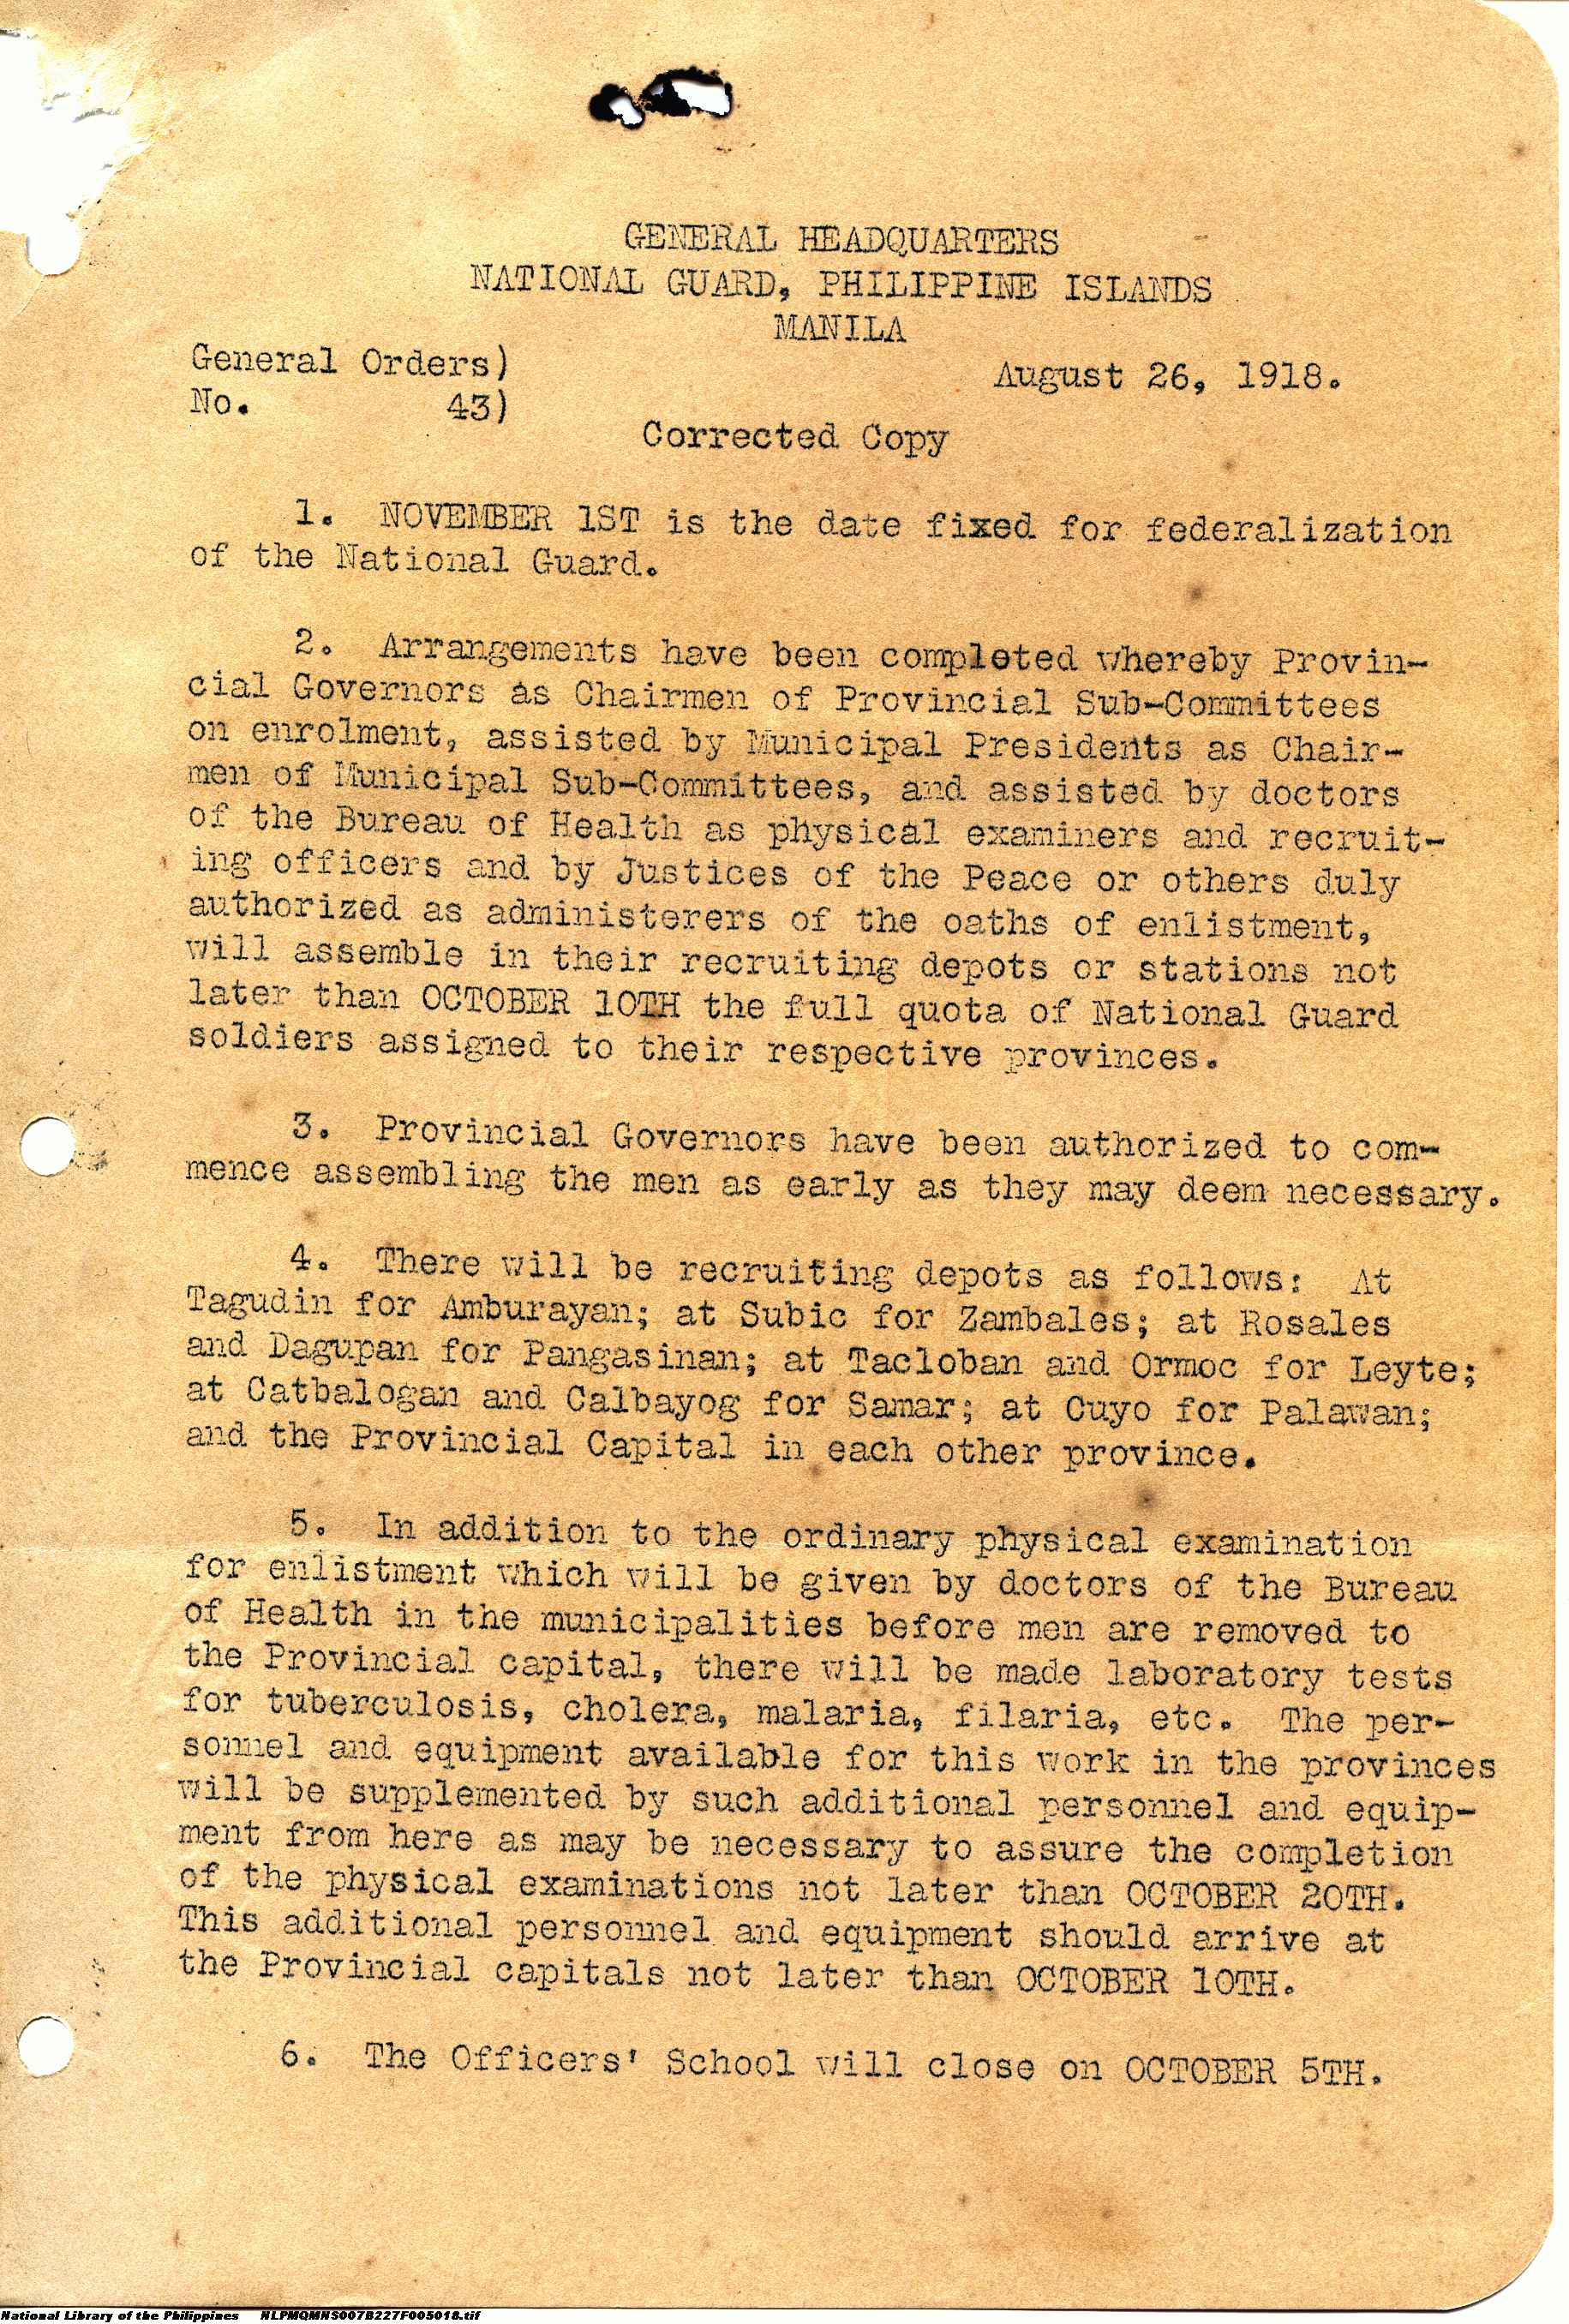 GENERAL HEADQUARTERS
NATIONAL GUARD, PHILIPPINE ISLANDS
MANILA
General Orders)
August 26, 1918.
No. 43)
Corrected Copy
1. NOVEMBER 1ST is the date fixed for federalization
of the National Guard.
2. Arrangements have been completed whereby Provin-
cial Governors as Chairmen of Provincial Sub-Committees
on enrolment, assisted by Municipal Presidents as Chair-
men of Municipal Sub-Committees, and assisted by doctors
of the Bureau of Health as physical examiners and recruit-
ing officers and by Justices of the Peace or others duly
authorized as administerers of the oaths of enlistment,
will assemble in their recruiting depots or stations not
later than OCTOBER 10TH the full quota of National Guard
soldiers assigned to their respective provinces.
3. Provincial Governors have been authorized to com-
mence assembling the men as early as they may deem necessary.
4. There will be recruiting depots as follows: At
Tagudin for Amburayan; at Subic for Zambales; at Rosales
and Dagupan for Pangasinan; at Tacloban and Ormoc for Leyte;
at Catbalogan and Calbayog for Samar; at Cuyo for Palawan;
and the Provincial Capital in each other province.
5. In addition to the ordinary physical examination
for enlistment which will be given by doctors of the Bureau
of Health in the municipalities before men are removed to
the Provincial capital, there will be made laboratory tests
for tuberculosis, cholera, malaria, filaria, etc. The per-
sonnel and equipment available for this work in the provinces
will be supplemented by such additional personnel and equip-
ment from here as may be necessary to assure the completion
of the physical examinations not later than OCTOBER 20TH.
This additional personnel and equipment should arrive at
the Provincial capitals not later than OCTOBER 10TH.
6. The Officers' School will close on OCTOBER 5TH.
National Library of the Philippines NLPMQMNS007B227F005018.tif